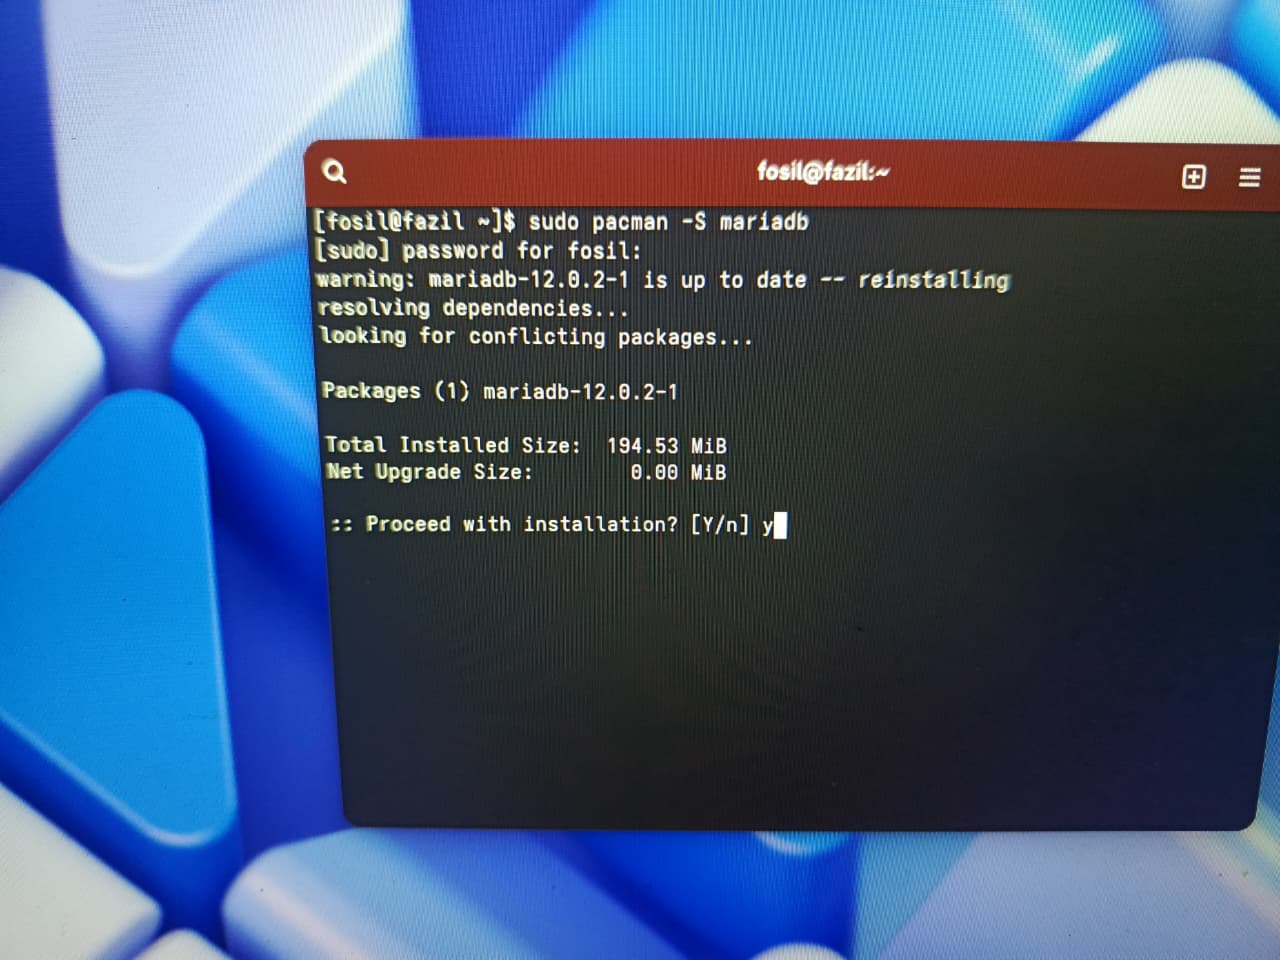 fosil@fazil:~
[fosil@fazil ~]$ sudo pacman -S mariadb
[sudo] password for fosil:
warning: mariadb-12.0.2-1 is up to date -- reinstalling
resolving dependencies...
looking for conflicting packages...
Packages (1) mariadb-12.0.2-1
Total Installed Size:  194.53 MiB
Net Upgrade Size:        0.00 MiB
:: Proceed with installation? [Y/n] y